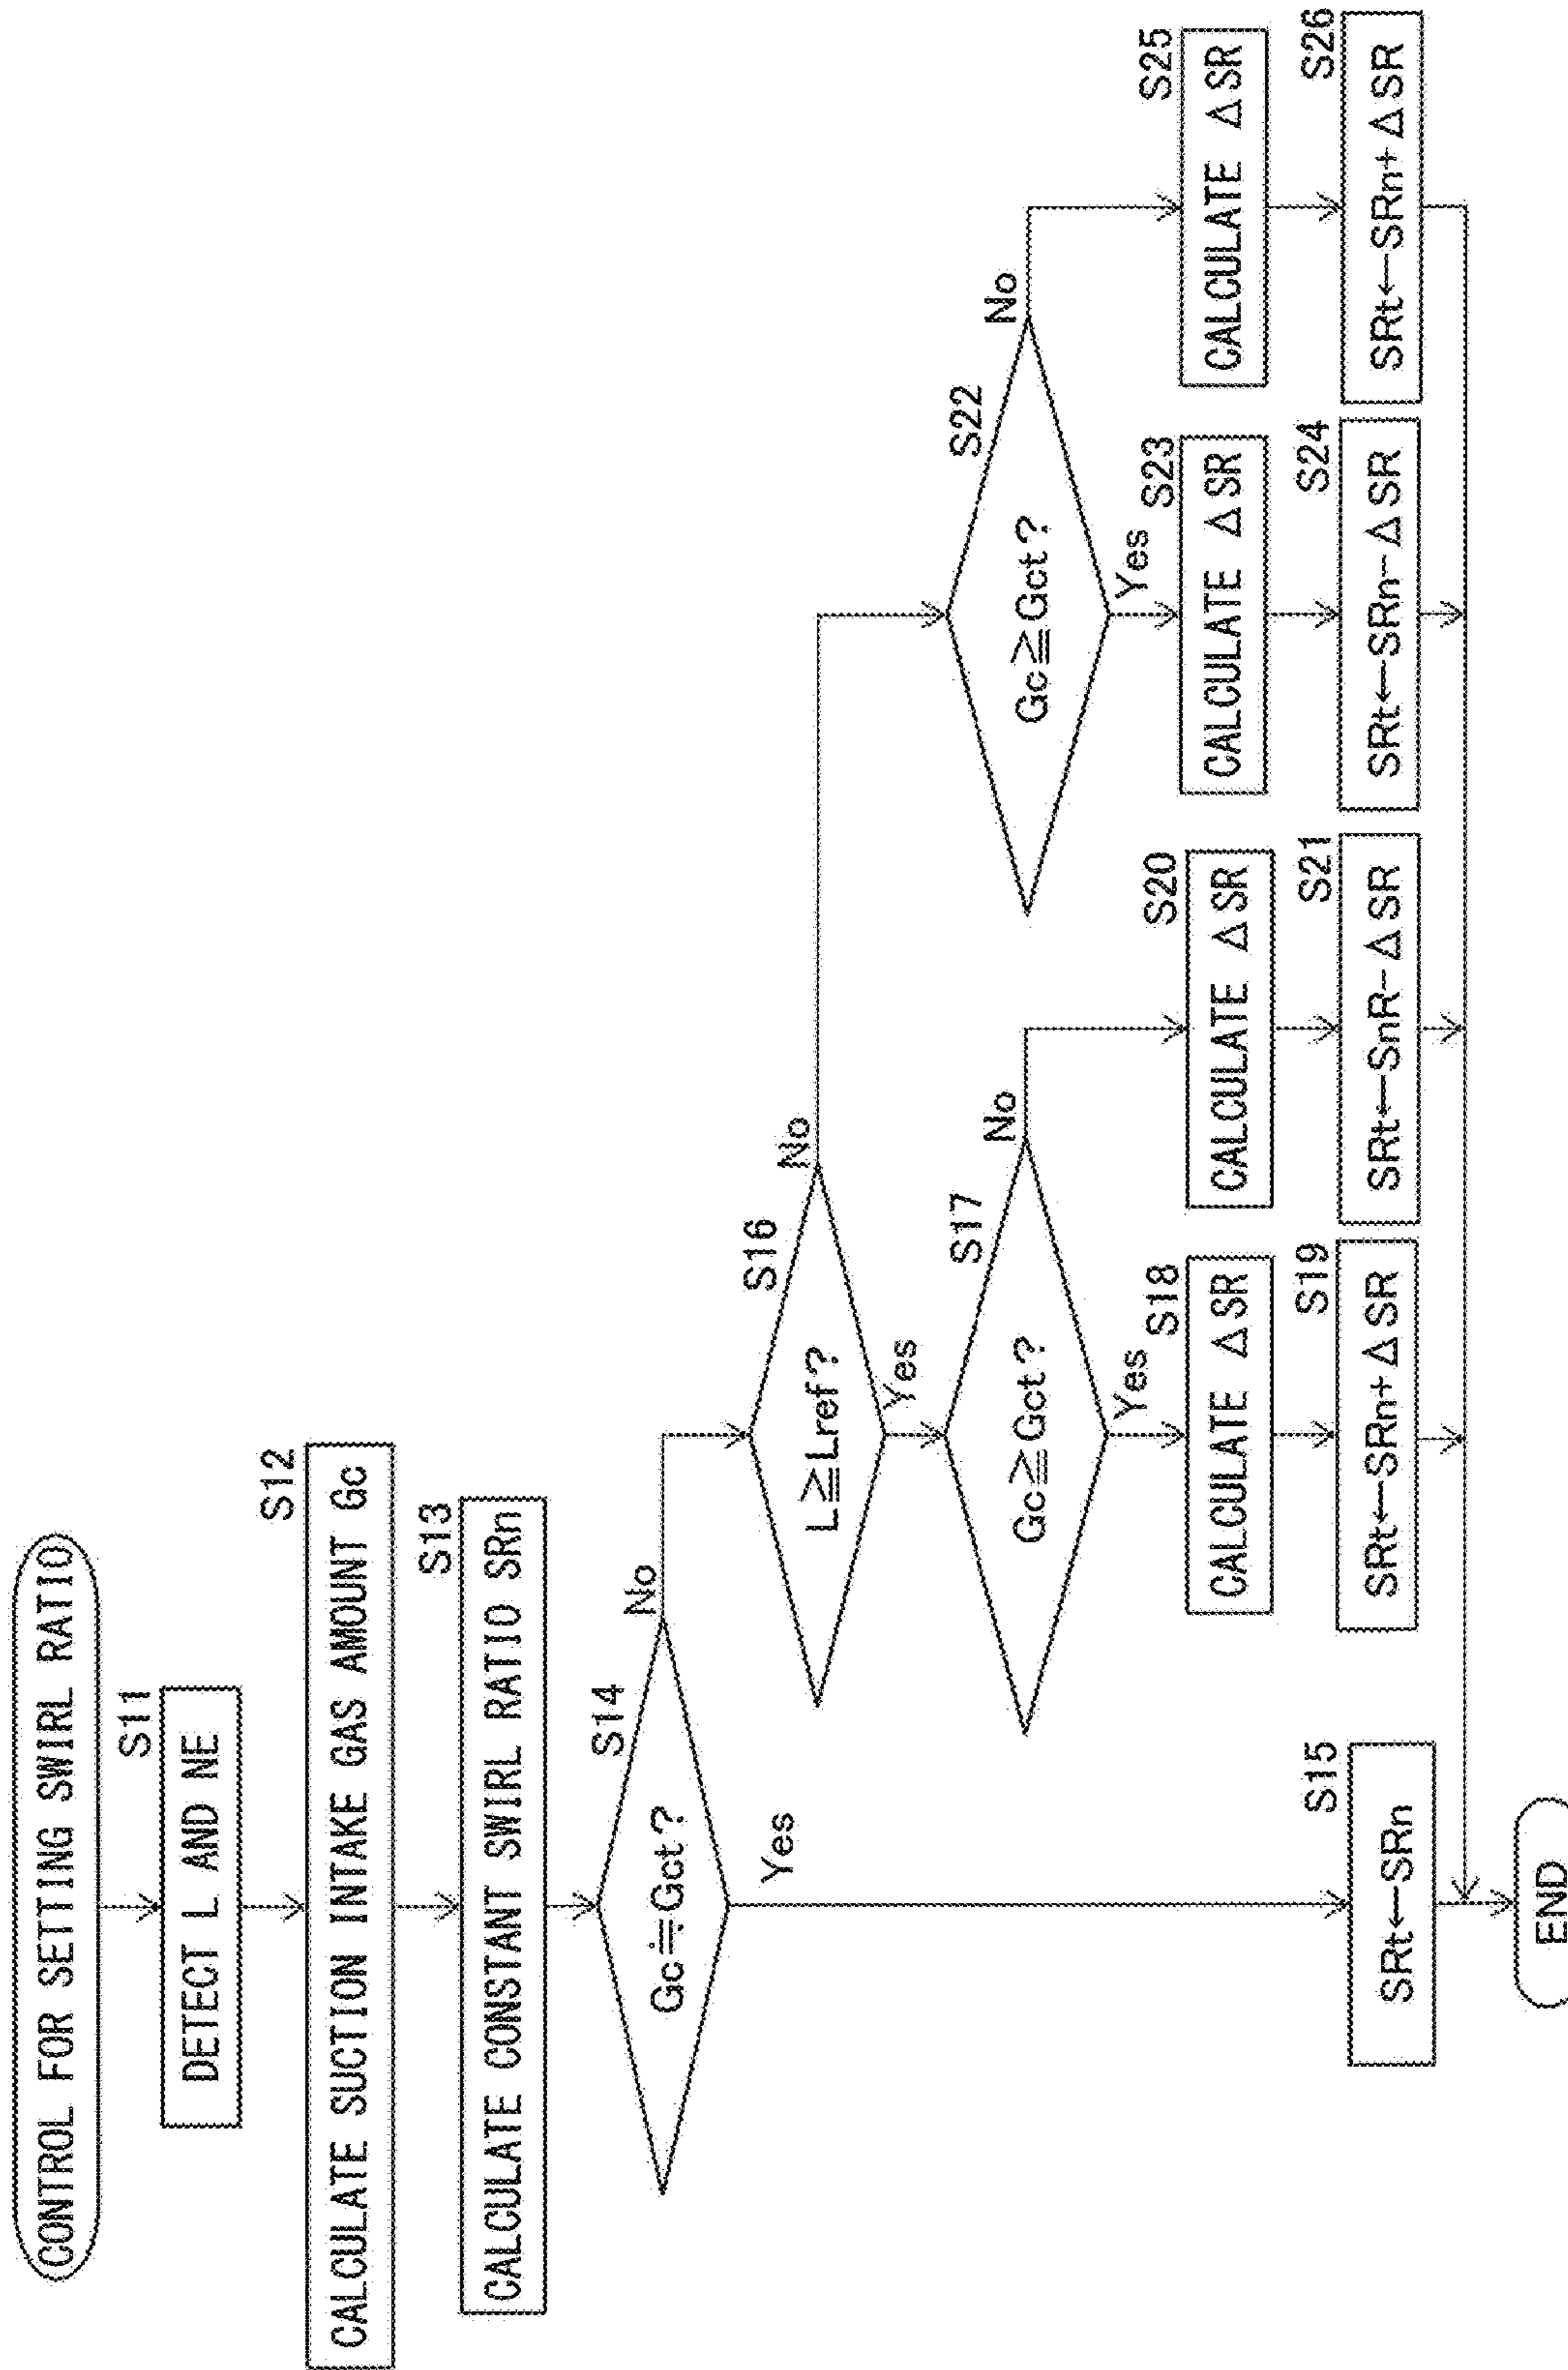 CONTROL FOR SETTING SWIRL RATIO
S11
DETECT L AND NE
S12
CALCULATE SUCTION INTAKE GAS AMOUNT Gc
S13
CALCULATE CONSTANT SWIRL RATIO SRn
S14
Gc≒Gct?
No
Yes
S16
L≧Lref?
No
Yes
S17
Gc≧Gct?
No
Yes
S22
Gc≧Gct?
No
Yes
S18
CALCULATE ΔSR
S20
CALCULATE ΔSR
S23
CALCULATE ΔSR
S25
CALCULATE ΔSR
S15
SRt←SRn
S19
SRt←SRn+ΔSR
S21
SRt←SnR-ΔSR
S24
SRt←SRn-ΔSR
S26
SRt←SRn+ΔSR
END